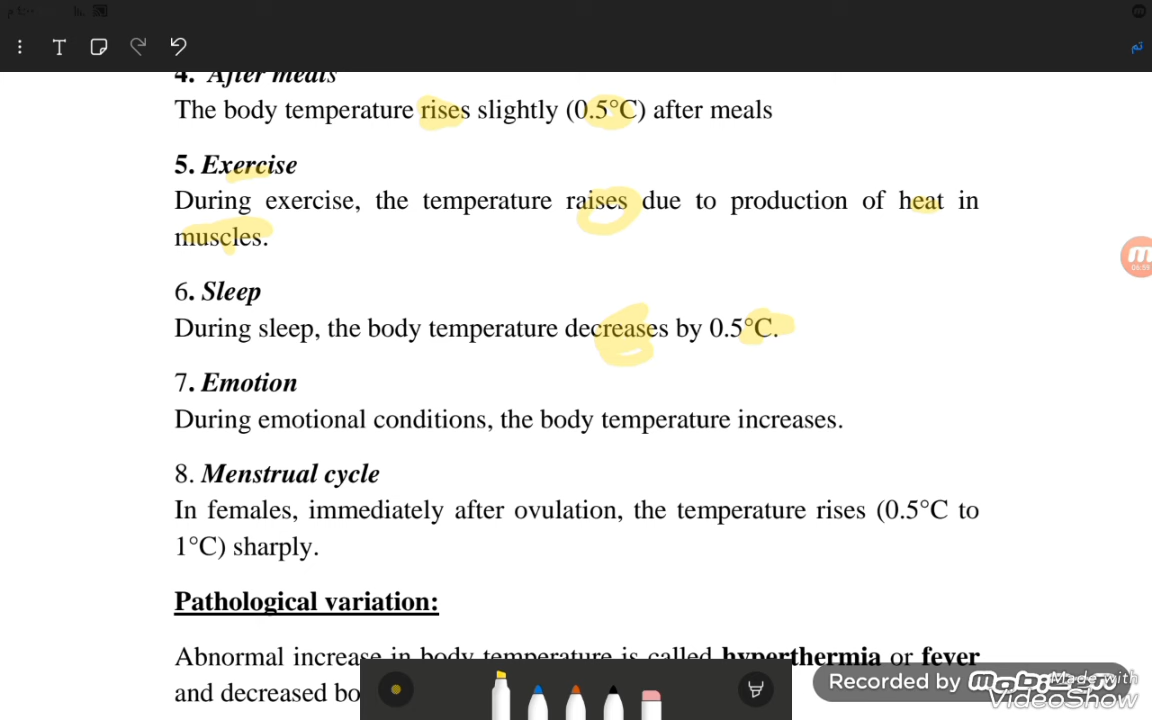 4. After meals
The body temperature rises slightly (0.5°C) after meals
5. Exercise
During exercise, the temperature raises due to production of heat in
muscles.
6. Sleep
During sleep, the body temperature decreases by 0.5°C.
7. Emotion
During emotional conditions, the body temperature increases.
8. Menstrual cycle
In females, immediately after ovulation, the temperature rises (0.5°C to
1°C) sharply.
Pathological variation:
Abnormal increase in body temperature is called hyperthermia or fever
and decreased bo
T
تم
Recorded by
Made with
VideoShow